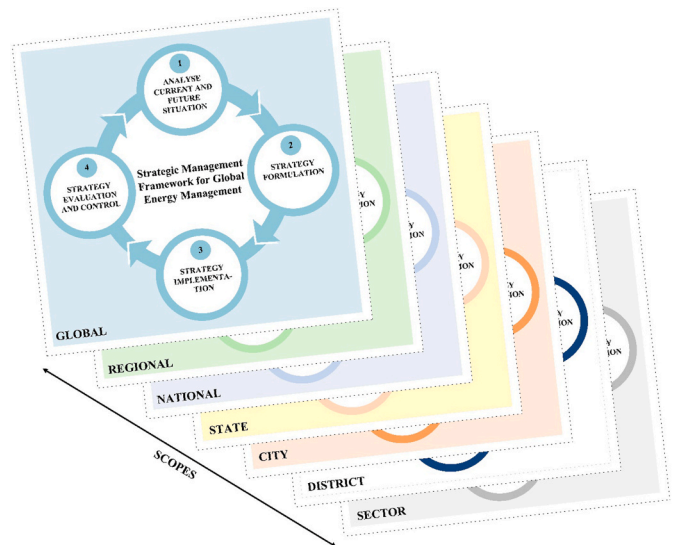 1
ANALYSE
CURRENT AND
FUTURE
SITUATION
2
STRATEGY
FORMULATION
3
STRATEGY
IMPLEMENTA-
TION
4
STRATEGY
EVALUATION
AND CONTROL
Strategic Management
Framework for Global
Energy Management
GLOBAL
REGIONAL
NATIONAL
STATE
CITY
DISTRICT
SECTOR
SCOPES